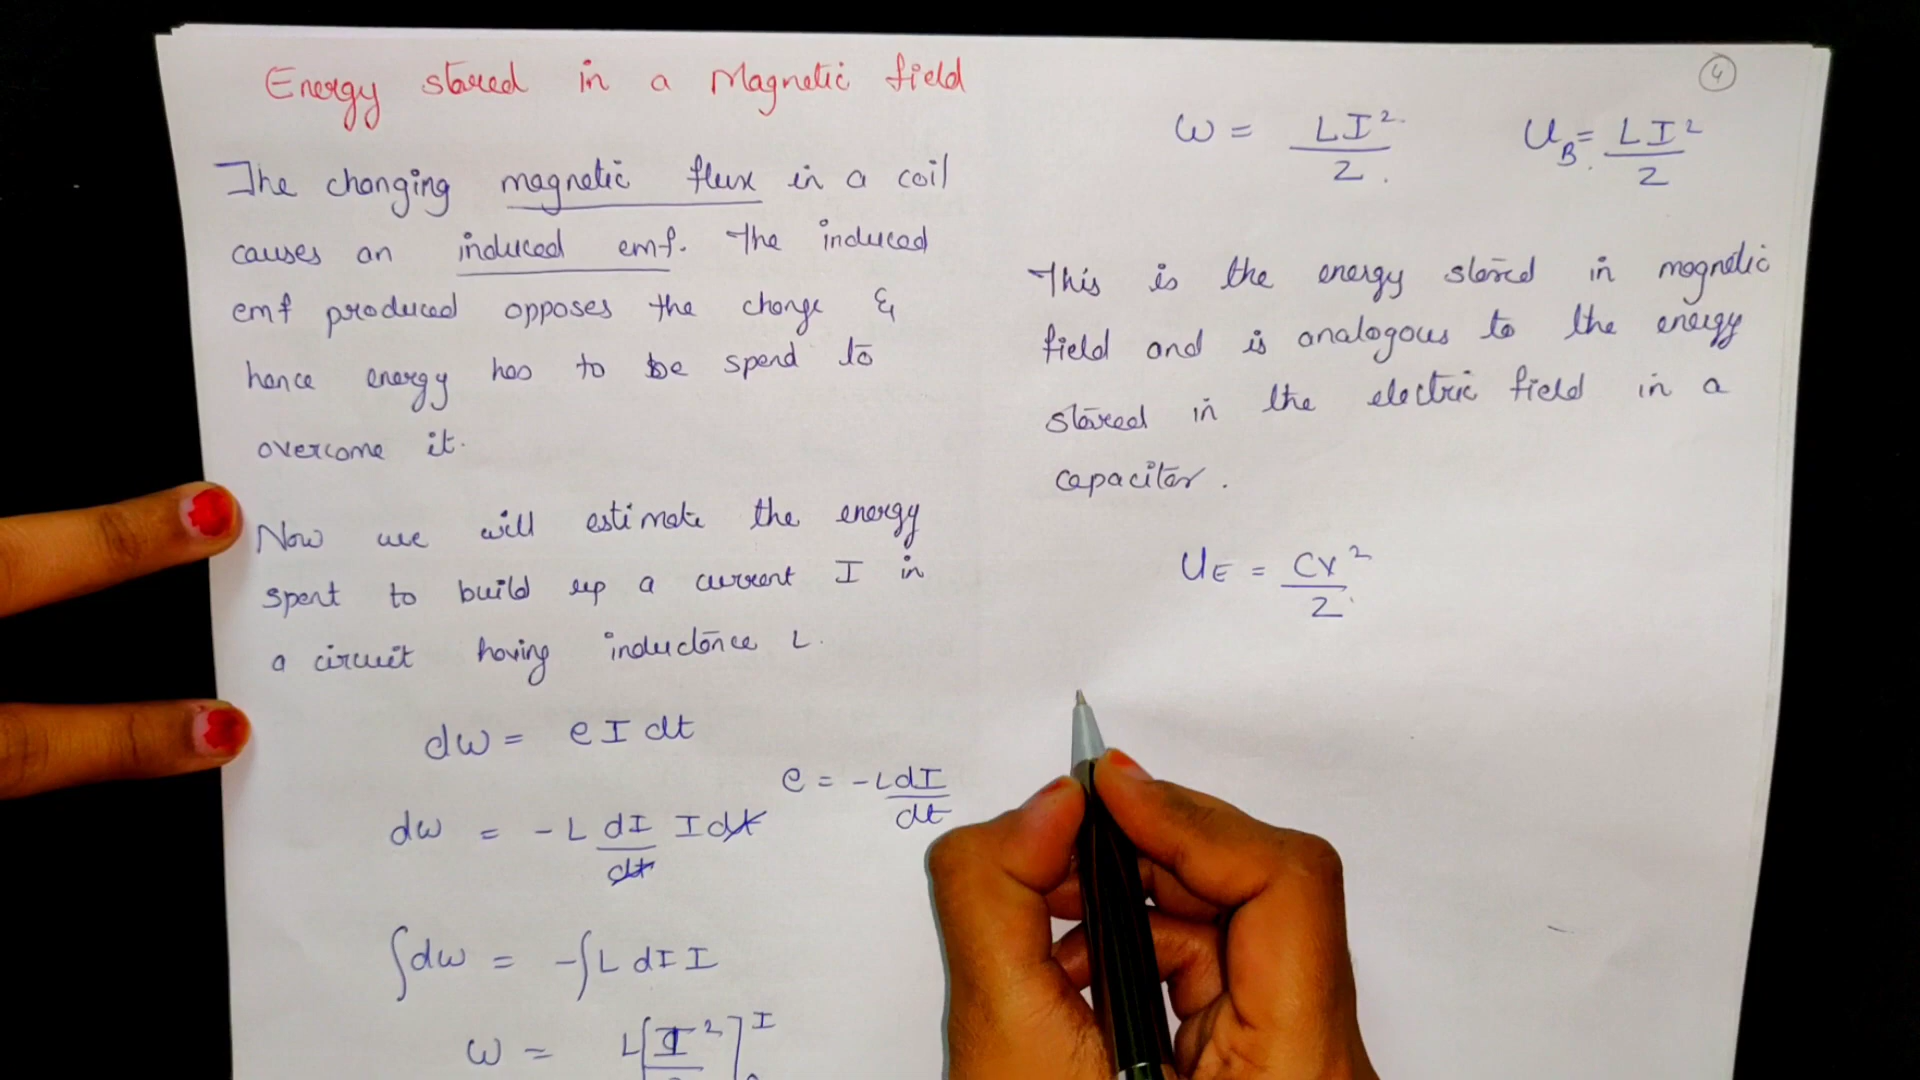 Energy stored in a Magnetic field
The changing magnetic flux in a coil
causes an induced emf. The induced
emf produced opposes the change &
hence energy has to be spend to
overcome it.
Now we will estimate the energy
spent to build up a current I in
a circuit having inductance L.
dw = e I dt
e = -L dI/dt
dw = -L dI/dt I dt
∫dw = -∫L dI I
w = L[I²/
]I
4
w = LI²/2
U_B = LI²/2
This is the energy stored in magnetic
field and is analogous to the energy
stored in the electric field in a
capacitor.
U_E = CV²/2